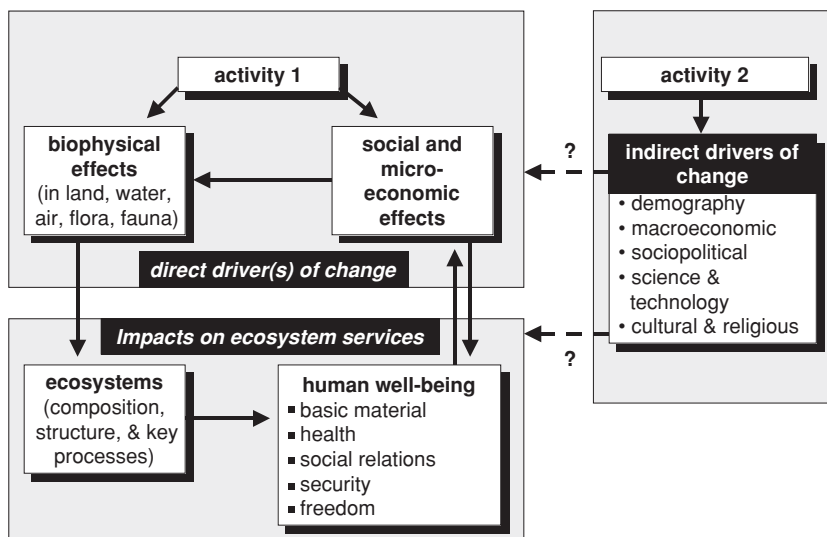 activity 1
biophysical
effects
(in land, water,
air, flora, fauna)
social and
micro-
economic
effects
direct driver(s) of change
Impacts on ecosystem services
ecosystems
(composition,
structure, & key
processes)
human well-being
▪ basic material
▪ health
▪ social relations
▪ security
▪ freedom
?
?
activity 2
indirect drivers of
change
• demography
• macroeconomic
• sociopolitical
• science &
technology
• cultural & religious